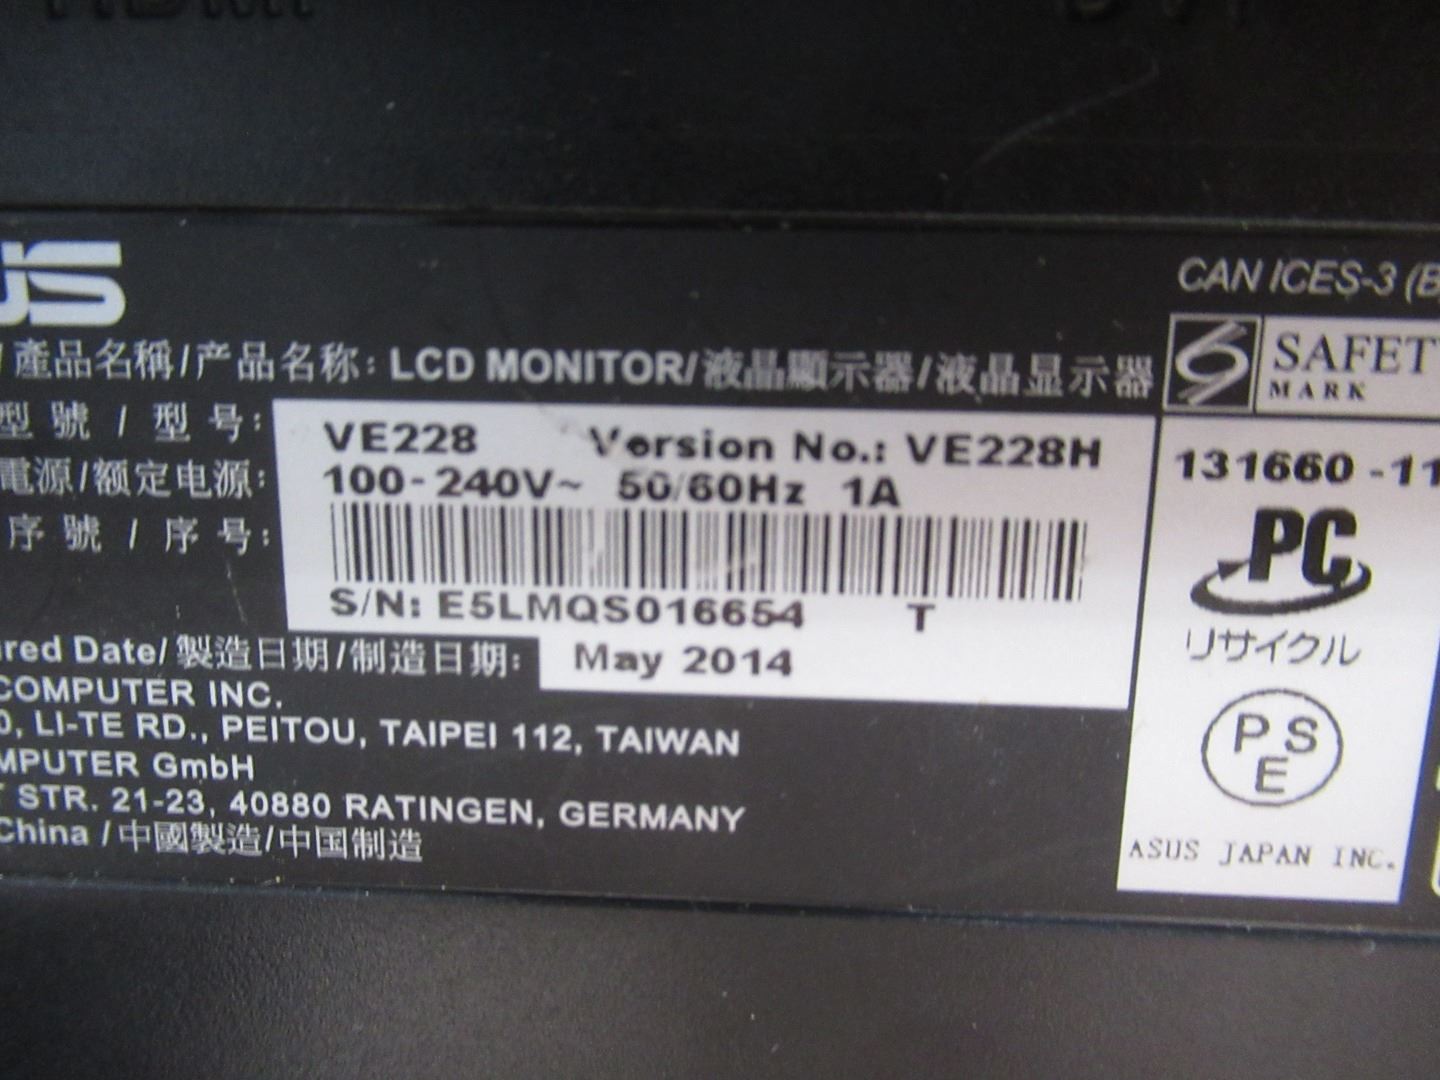 HDMI
DVI
US
CAN ICES-3 (B
/產品名稱/产品名称: LCD MONITOR/液晶顯示器/液晶显示器
SAFET
MARK
型號 / 型号: VE228 Version No.: VE228H
131660 -11
電源/额定电源: 100-240V~ 50/60Hz 1A
序號 / 序号:
PC
S/N: E5LMQS016654 T
リサイクル
red Date/製造日期/制造日期: May 2014
COMPUTER INC.
0, LI-TE RD., PEITOU, TAIPEI 112, TAIWAN
PSE
MPUTER GmbH
T STR. 21-23, 40880 RATINGEN, GERMANY
China /中國製造/中国制造
ASUS JAPAN INC.